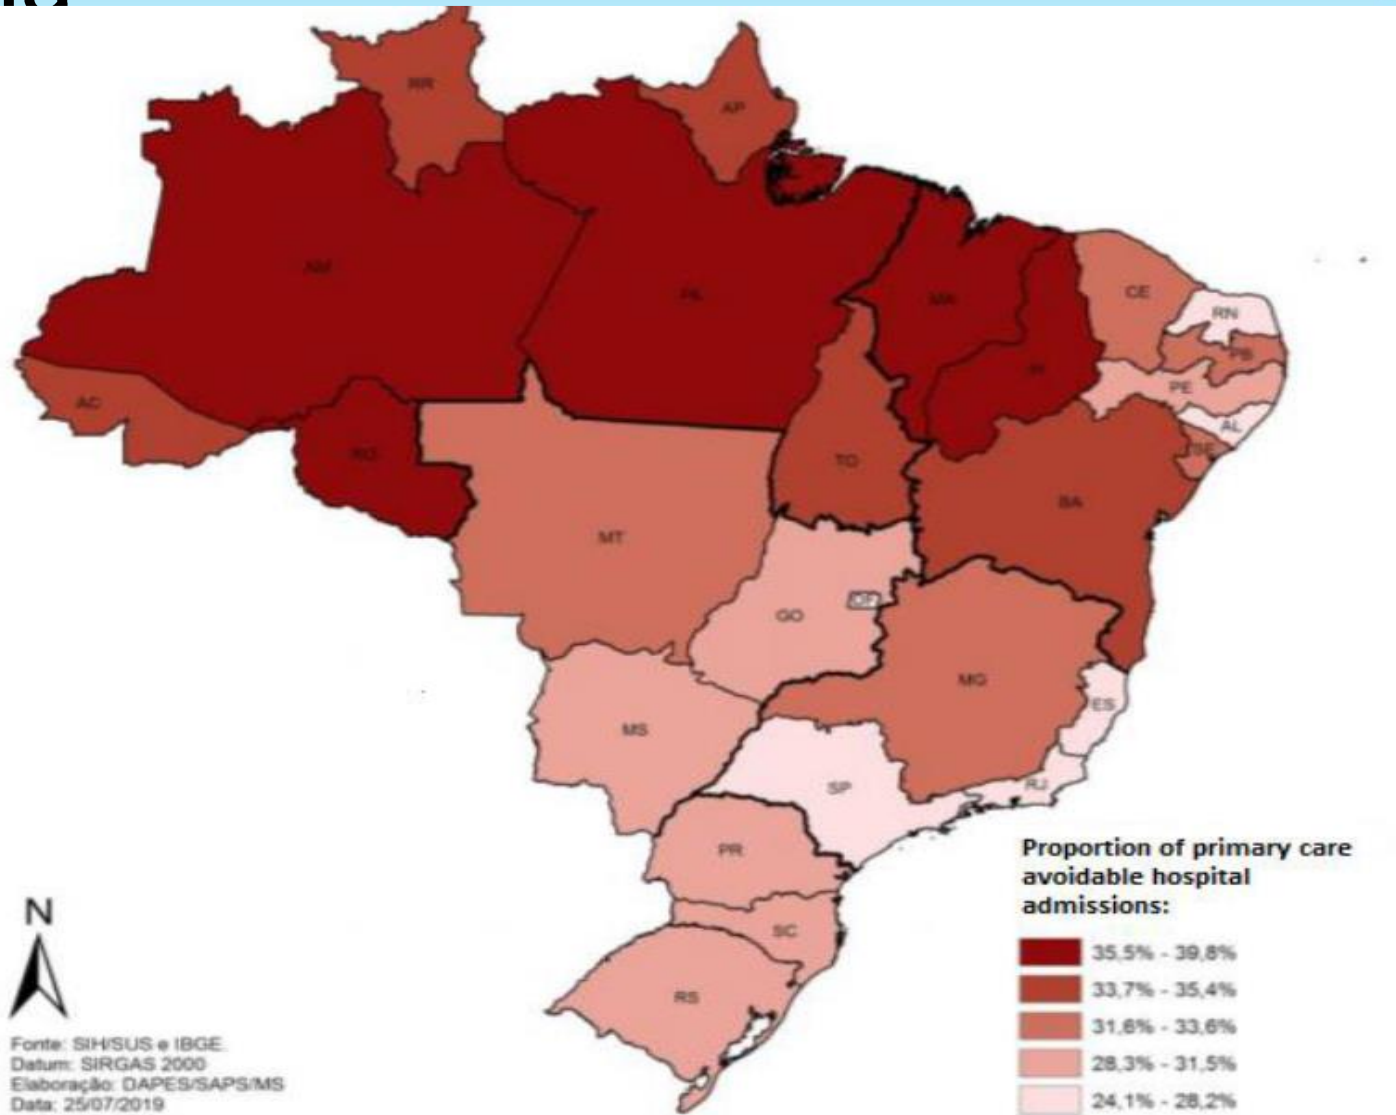 RR
AP
AM
PA
MA
CE
RN
PB
PI
PE
AC
AL
SE
RO
TO
BA
MT
DF
GO
MG
ES
MS
SP
RJ
PR
SC
RS
Proportion of primary care
avoidable hospital
admissions:
35,5% - 39,8%
33,7% - 35,4%
31,6% - 33,6%
28,3% - 31,5%
24,1% - 28,2%
N
Fonte: SIH/SUS e IBGE.
Datum: SIRGAS 2000
Elaboração: DAPES/SAPS/MS
Data: 25/07/2019